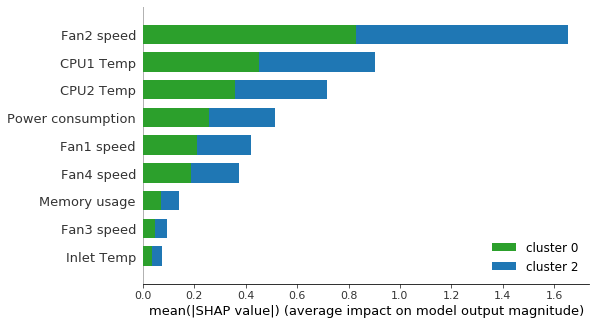 Fan2 speed
CPU1 Temp
CPU2 Temp
Power consumption
Fan1 speed
Fan4 speed
Memory usage
Fan3 speed
Inlet Temp
cluster 0
cluster 2
0.0 0.2 0.4 0.6 0.8 1.0 1.2 1.4 1.6
mean(|SHAP value|) (average impact on model output magnitude)